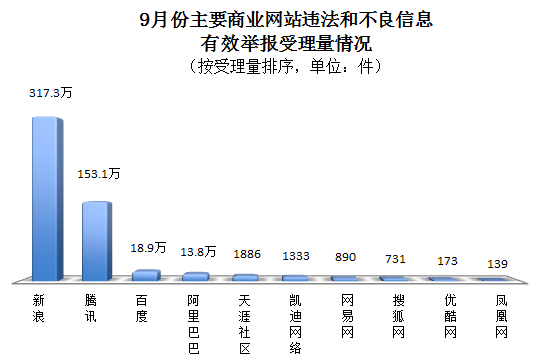 9月份主要商业网站违法和不良信息
有效举报受理量情况
（按受理量排序，单位：件）
317.3万
153.1万
18.9万
13.8万
1886
1333
890
731
173
139
新浪
腾讯
百度
阿里巴巴
天涯社区
凯迪网络
网易网
搜狐网
优酷网
凤凰网